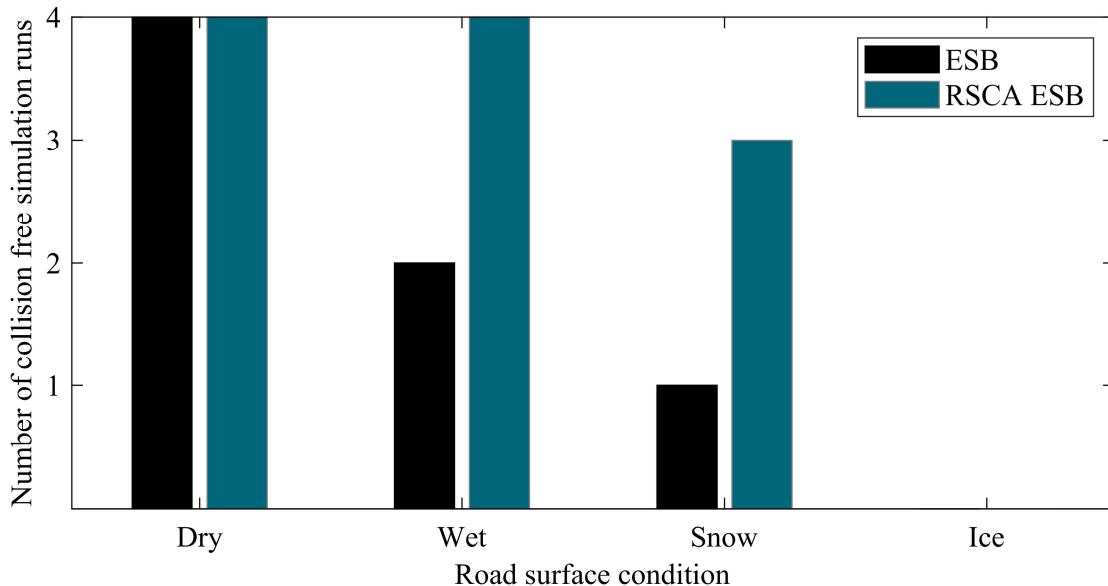 Number of collision free simulation runs
4
3
2
1
ESB
RSCA ESB
Dry
Wet
Snow
Ice
Road surface condition